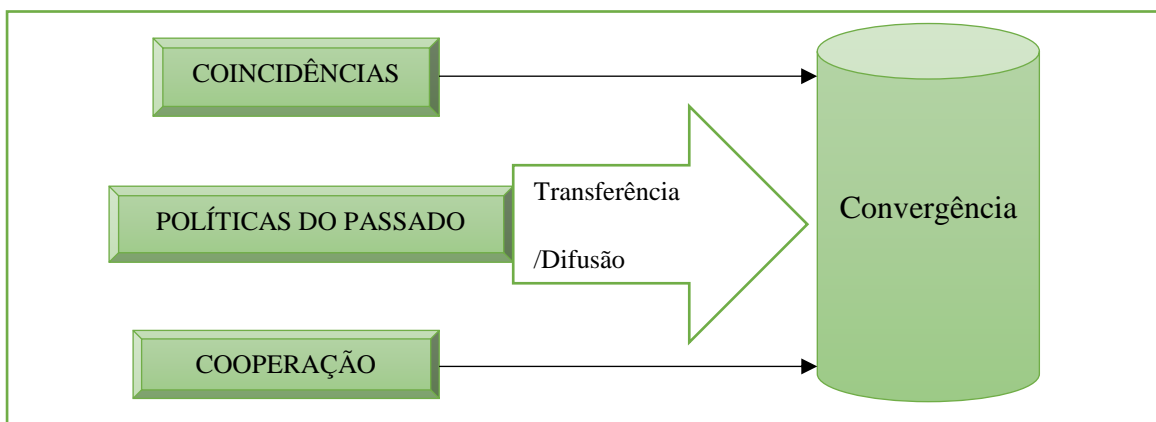 COINCIDÊNCIAS
POLÍTICAS DO PASSADO
Transferência
/Difusão
COOPERAÇÃO
Convergência